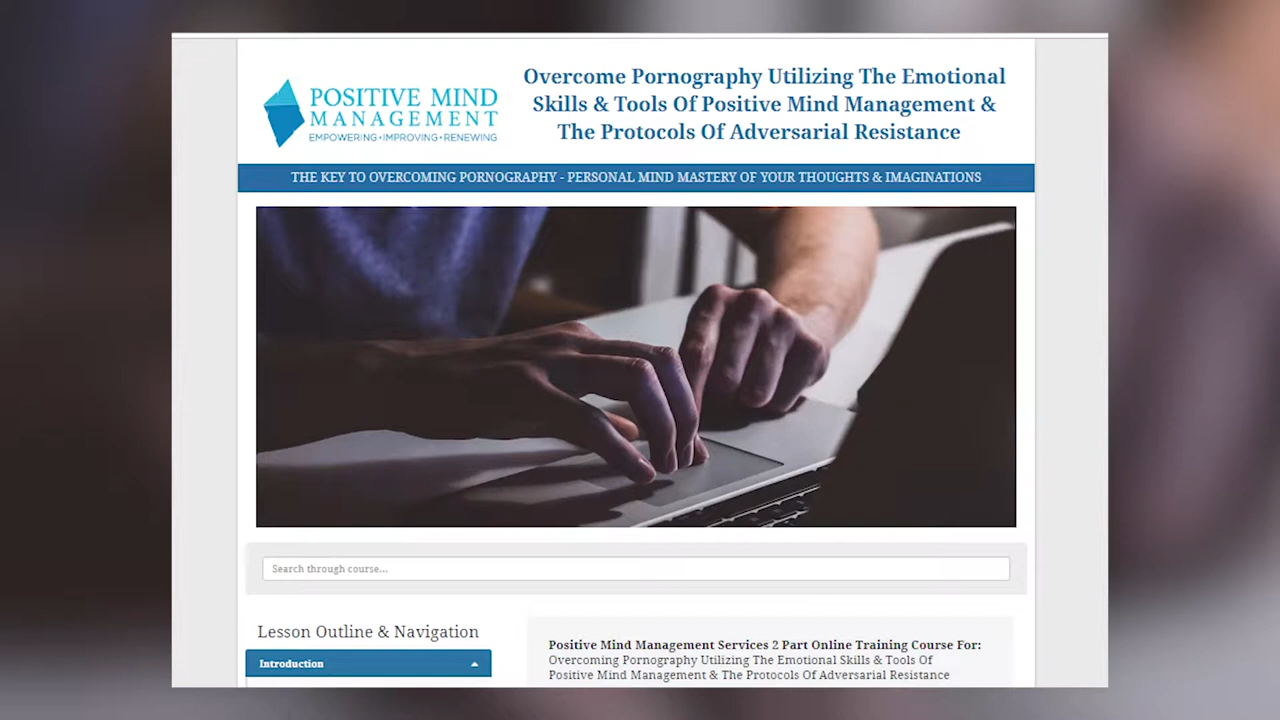 POSITIVE MIND
MANAGEMENT
EMPOWERING•IMPROVING•RENEWING
Overcome Pornography Utilizing The Emotional
Skills & Tools Of Positive Mind Management &
The Protocols Of Adversarial Resistance
THE KEY TO OVERCOMING PORNOGRAPHY - PERSONAL MIND MASTERY OF YOUR THOUGHTS & IMAGINATIONS
Search through course...
Lesson Outline & Navigation
Introduction
Positive Mind Management Services 2 Part Online Training Course For:
Overcoming Pornography Utilizing The Emotional Skills & Tools Of
Positive Mind Management & The Protocols Of Adversarial Resistance